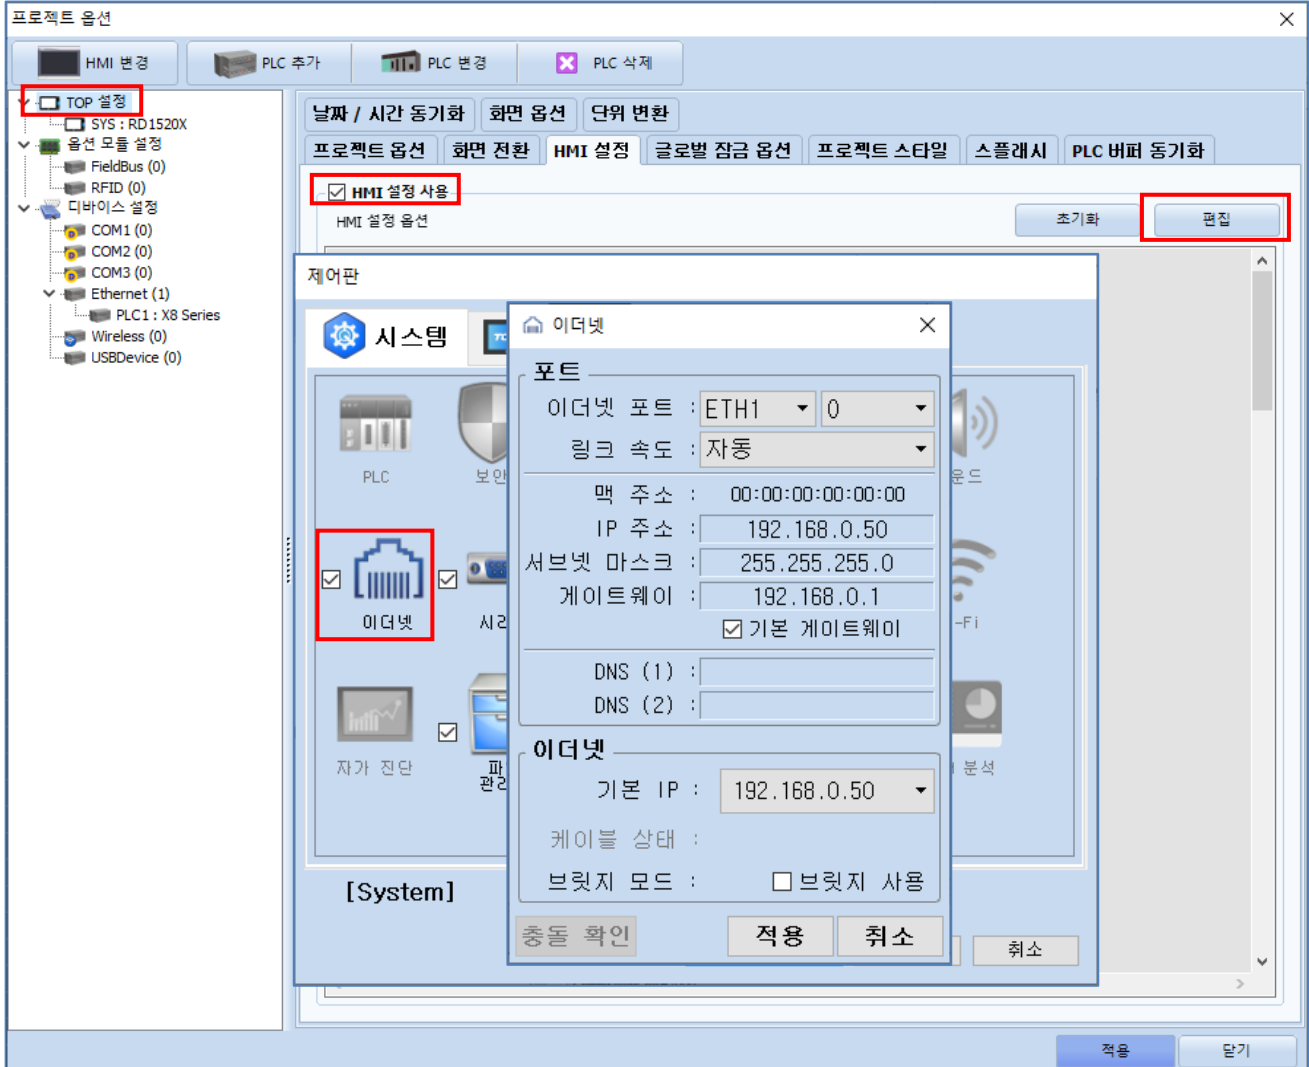 프로젝트 옵션
HMI 변경
PLC 추가
PLC 변경
PLC 삭제
TOP 설정
SYS : RD1520X
옵션 모듈 설정
FieldBus (0)
RFID (0)
디바이스 설정
COM1 (0)
COM2 (0)
COM3 (0)
Ethernet (1)
PLC1 : X8 Series
Wireless (0)
USBDevice (0)
날짜 / 시간 동기화
화면 옵션
단위 변환
프로젝트 옵션
화면 전환
HMI 설정
글로벌 잠금 옵션
프로젝트 스타일
스플래시
PLC 버퍼 동기화
HMI 설정 사용
HMI 설정 옵션
초기화
편집
제어판
시스템
PLC
보안
운드
이더넷
시리
-Fi
자가 진단
파
관리
분석
[System]
취소
이더넷
포트
이더넷 포트 : ETH1 0
링크 속도 : 자동
맥 주소 : 00:00:00:00:00:00
IP 주소 : 192.168.0.50
서브넷 마스크 : 255.255.255.0
게이트웨이 : 192.168.0.1
기본 게이트웨이
DNS (1) :
DNS (2) :
이더넷
기본 IP : 192.168.0.50
케이블 상태 :
브릿지 모드 : 브릿지 사용
충돌 확인
적용
취소
적용
닫기